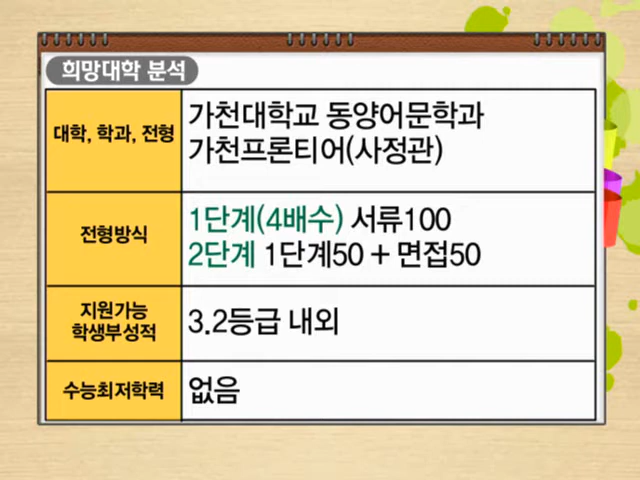 희망대학 분석
대학, 학과, 전형
가천대학교 동양어문학과
가천프론티어(사정관)
전형방식
1단계(4배수) 서류100
2단계 1단계50 + 면접50
지원가능
학생부성적
3.2등급 내외
수능최저학력
없음